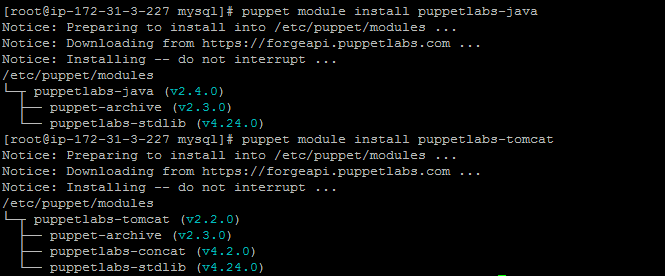 [root@ip-172-31-3-227 mysql]# puppet module install puppetlabs-java
Notice: Preparing to install into /etc/puppet/modules ...
Notice: Downloading from https://forgeapi.puppetlabs.com ...
Notice: Installing -- do not interrupt ...
/etc/puppet/modules
└─┬ puppetlabs-java (v2.4.0)
  ├── puppet-archive (v2.3.0)
  └── puppetlabs-stdlib (v4.24.0)
[root@ip-172-31-3-227 mysql]# puppet module install puppetlabs-tomcat
Notice: Preparing to install into /etc/puppet/modules ...
Notice: Downloading from https://forgeapi.puppetlabs.com ...
Notice: Installing -- do not interrupt ...
/etc/puppet/modules
└─┬ puppetlabs-tomcat (v2.2.0)
  ├── puppet-archive (v2.3.0)
  ├── puppetlabs-concat (v4.2.0)
  └── puppetlabs-stdlib (v4.24.0)